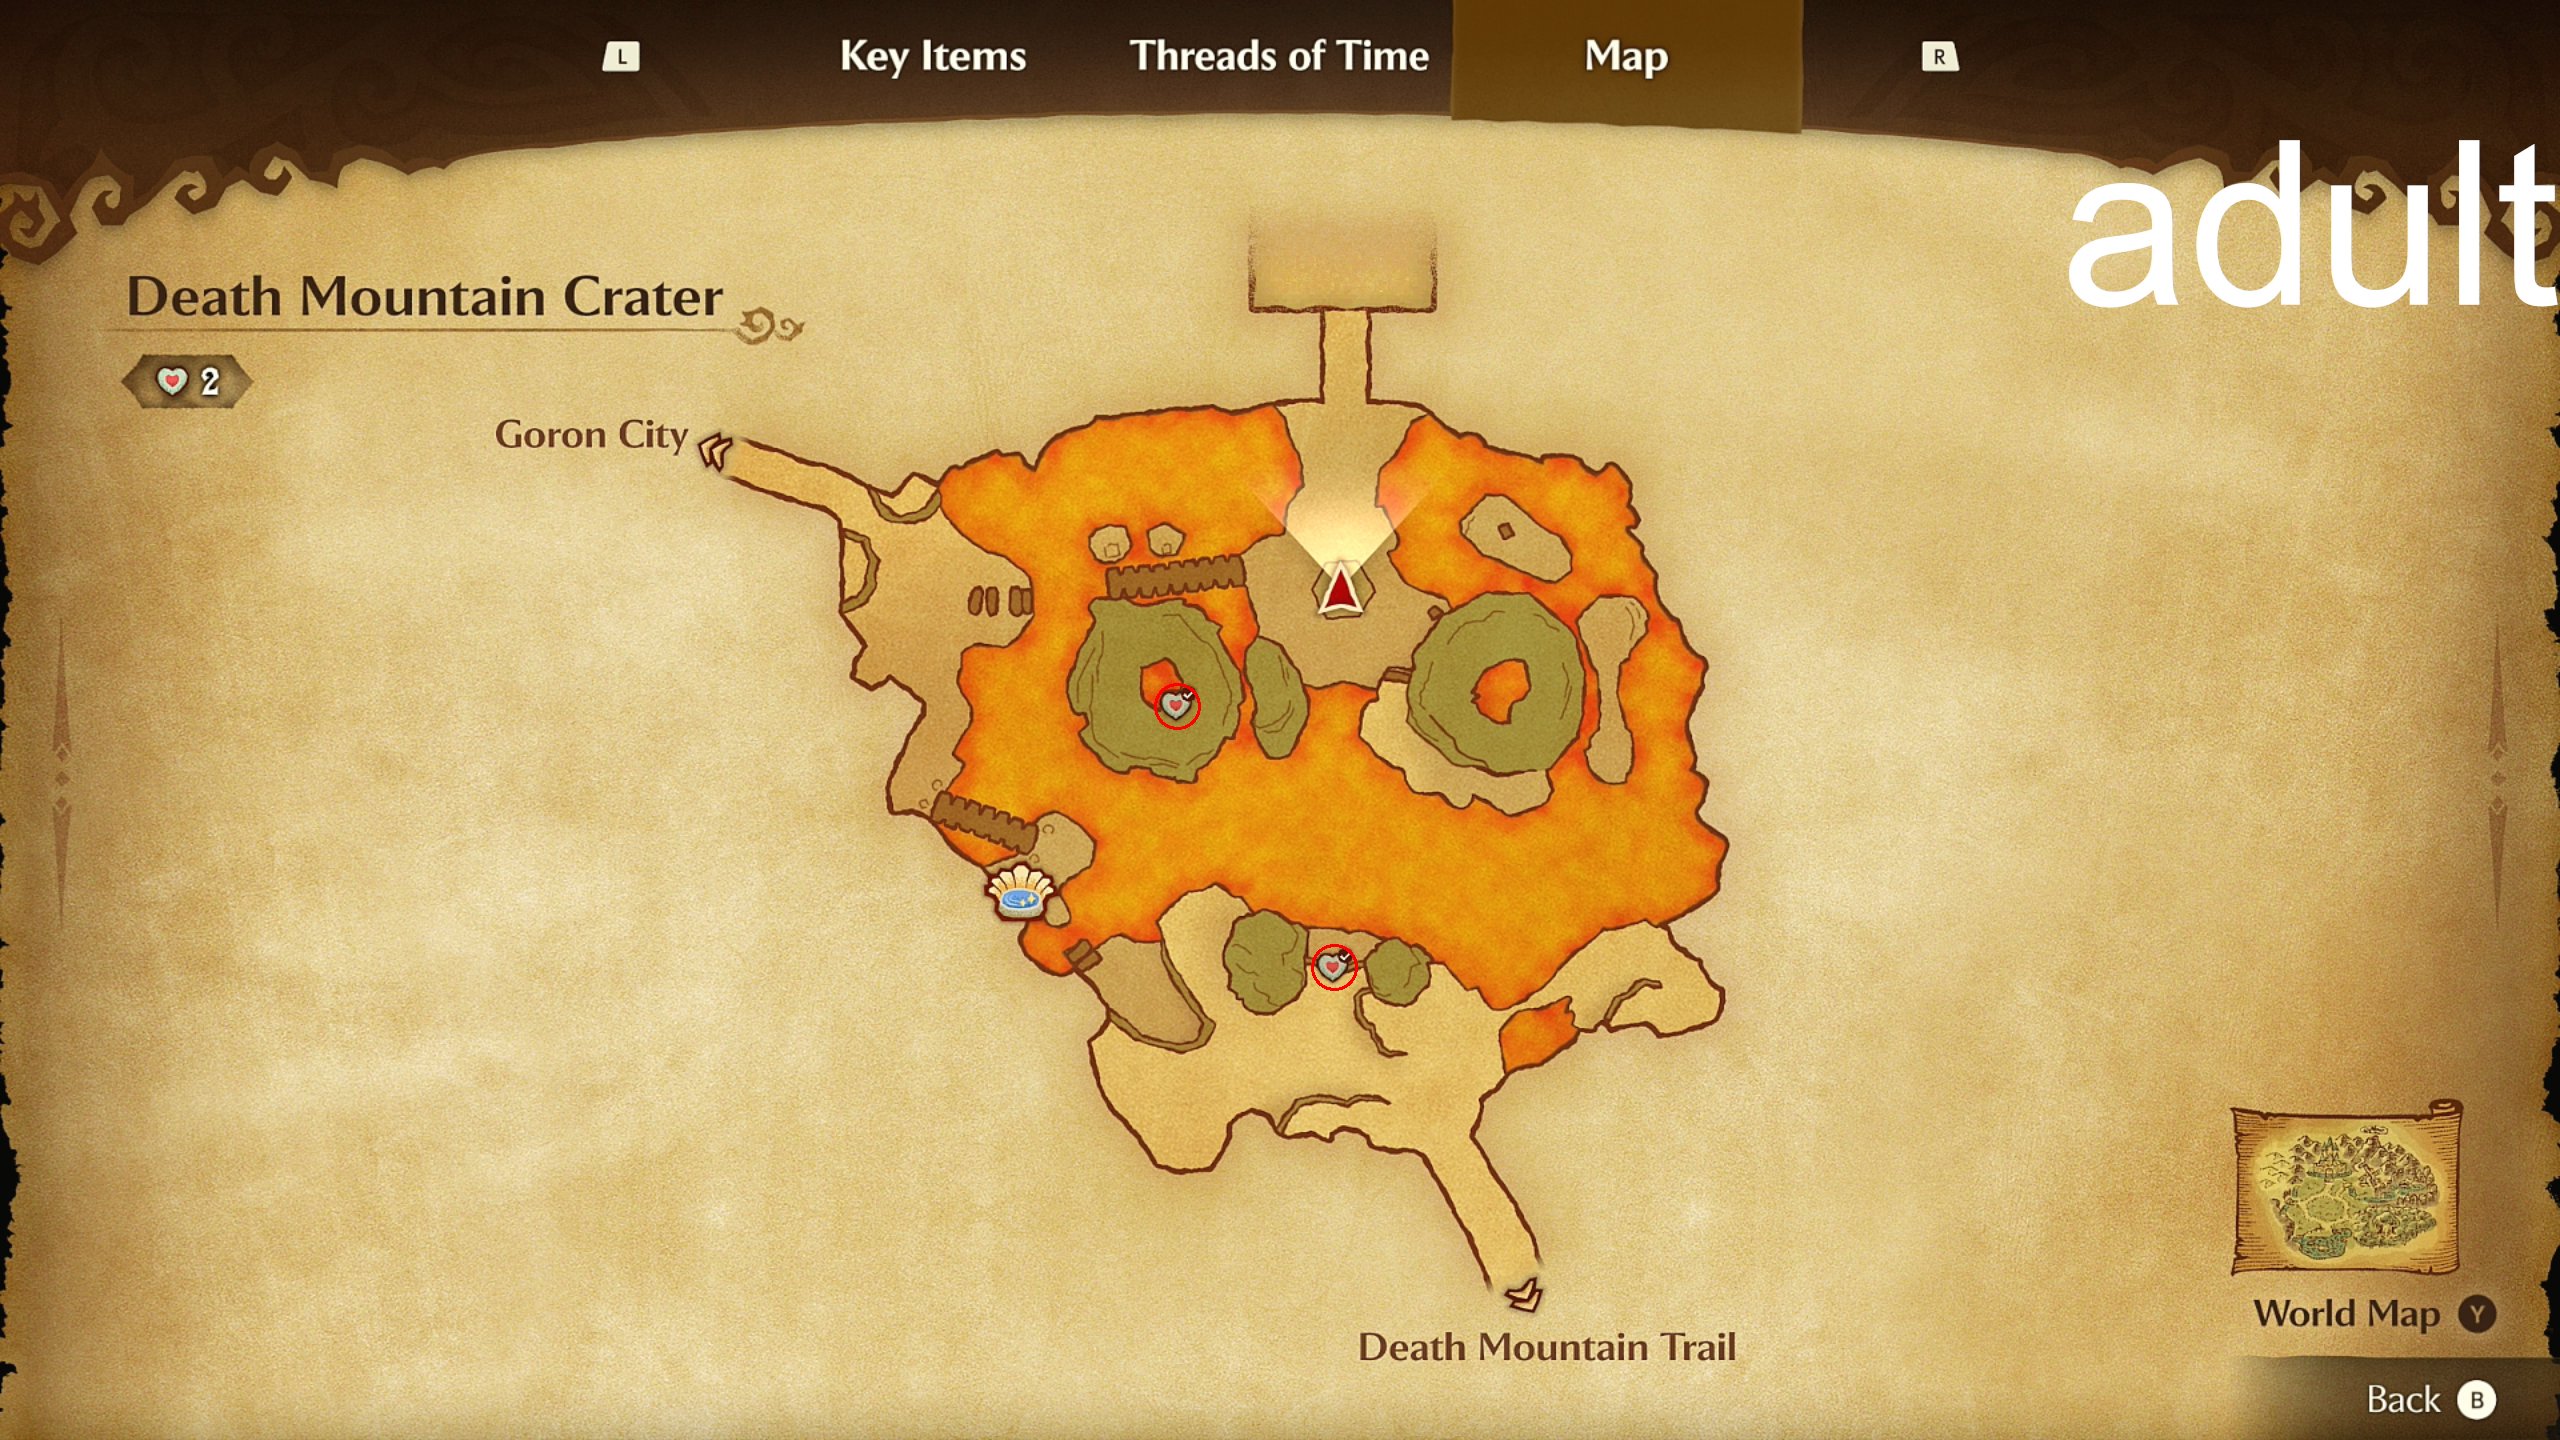 L Key Items Threads of Time Map R
adult
Death Mountain Crater
2
Goron City
Death Mountain Trail
World Map Y
Back B